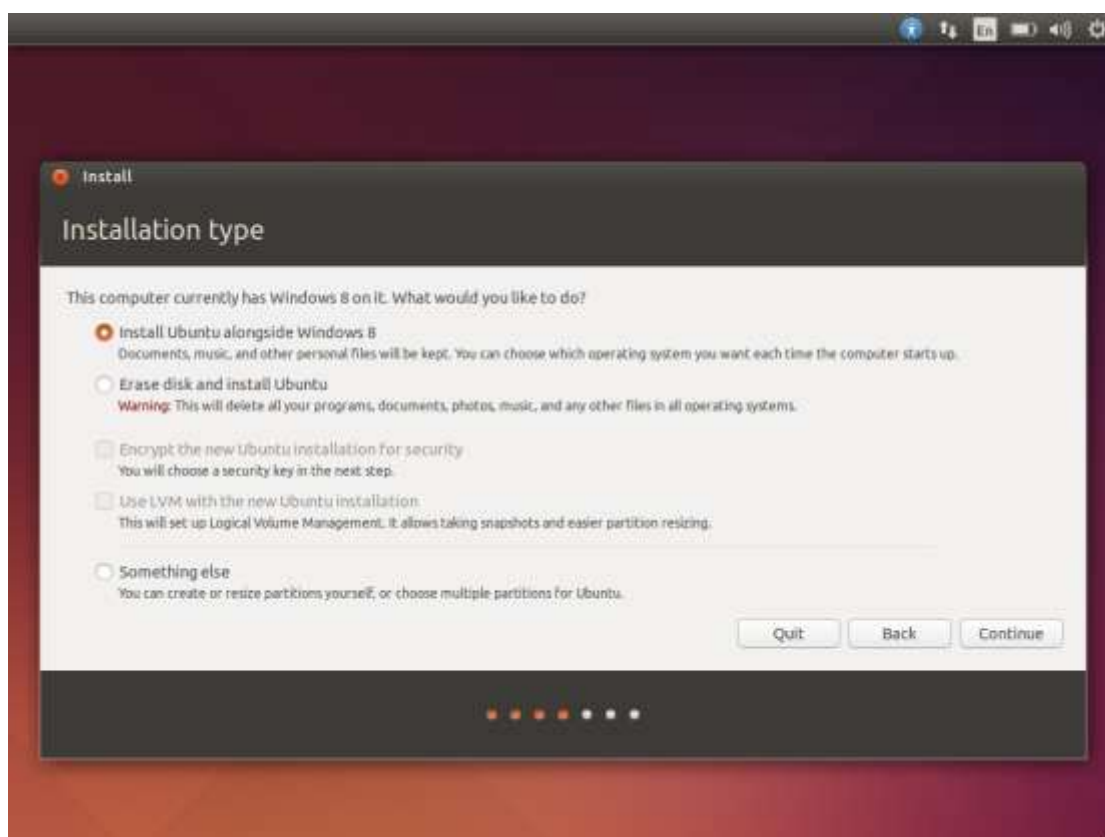 En
Install
Installation type
This computer currently has Windows 8 on it. What would you like to do?
Install Ubuntu alongside Windows 8
Documents, music, and other personal files will be kept. You can choose which operating system you want each time the computer starts up.
Erase disk and install Ubuntu
Warning: This will delete all your programs, documents, photos, music, and any other files in all operating systems.
Encrypt the new Ubuntu installation for security
You will choose a security key in the next step.
Use LVM with the new Ubuntu installation
This will set up Logical Volume Management. It allows taking snapshots and easier partition resizing.
Something else
You can create or resize partitions yourself, or choose multiple partitions for Ubuntu.
Quit Back Continue